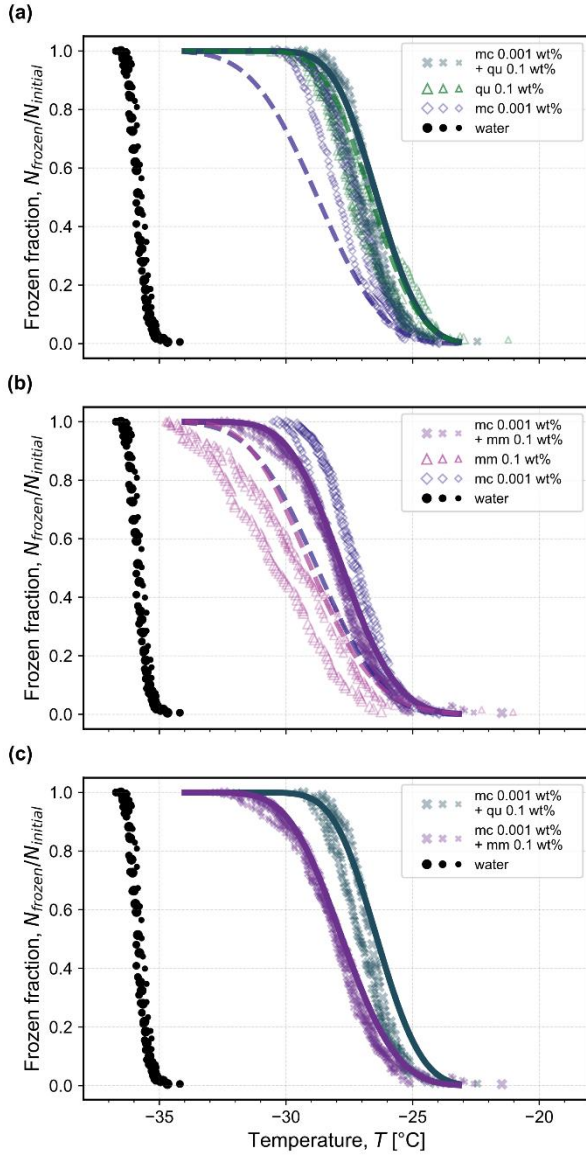 (a)
1.0
0.8
0.6
0.4
0.2
0.0
Frozen fraction, N_frozen/N_initial
mc 0.001 wt%
+ qu 0.1 wt%
qu 0.1 wt%
mc 0.001 wt%
water
(b)
1.0
0.8
0.6
0.4
0.2
0.0
Frozen fraction, N_frozen/N_initial
mc 0.001 wt%
+ mm 0.1 wt%
mm 0.1 wt%
mc 0.001 wt%
water
(c)
1.0
0.8
0.6
0.4
0.2
0.0
Frozen fraction, N_frozen/N_initial
mc 0.001 wt%
+ qu 0.1 wt%
mc 0.001 wt%
+ mm 0.1 wt%
water
−35 −30 −25 −20
Temperature, T [°C]